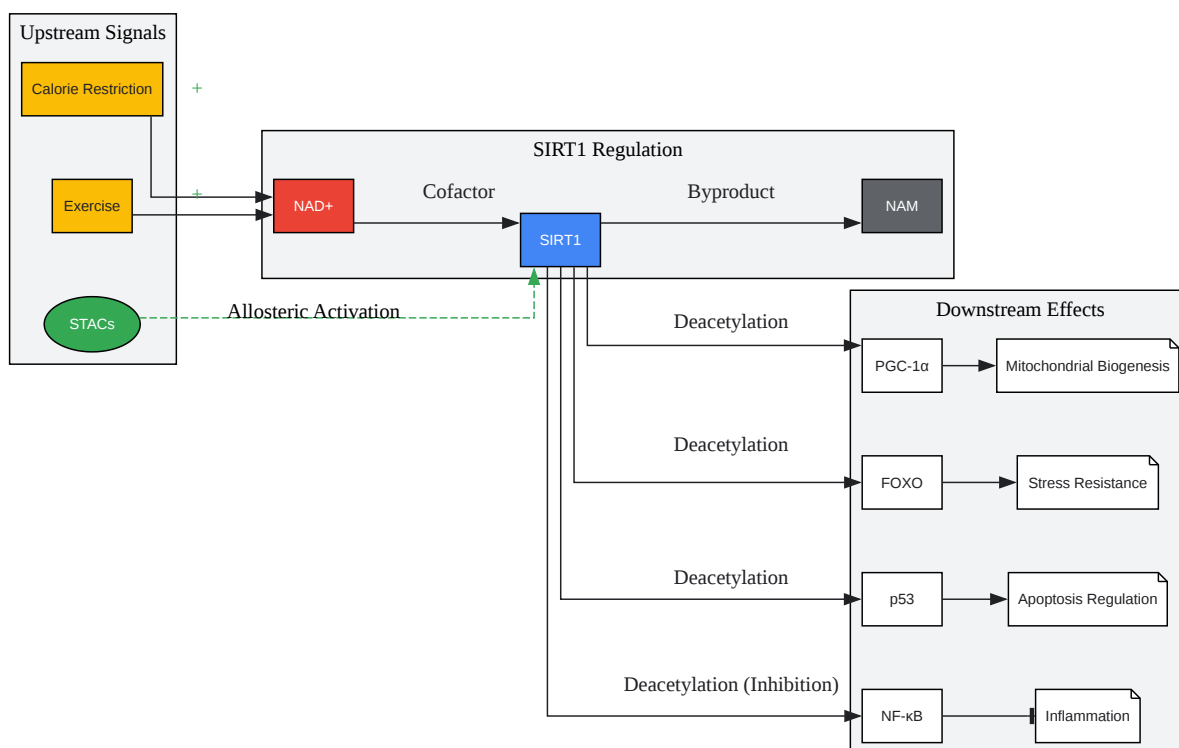 Upstream Signals
Calorie Restriction
+
Exercise
+
STACs
Allosteric Activation
SIRT1 Regulation
NAD+
Cofactor
SIRT1
Byproduct
NAM
Downstream Effects
Deacetylation
PGC-1α
Mitochondrial Biogenesis
Deacetylation
FOXO
Stress Resistance
Deacetylation
p53
Apoptosis Regulation
Deacetylation (Inhibition)
NF-κB
Inflammation